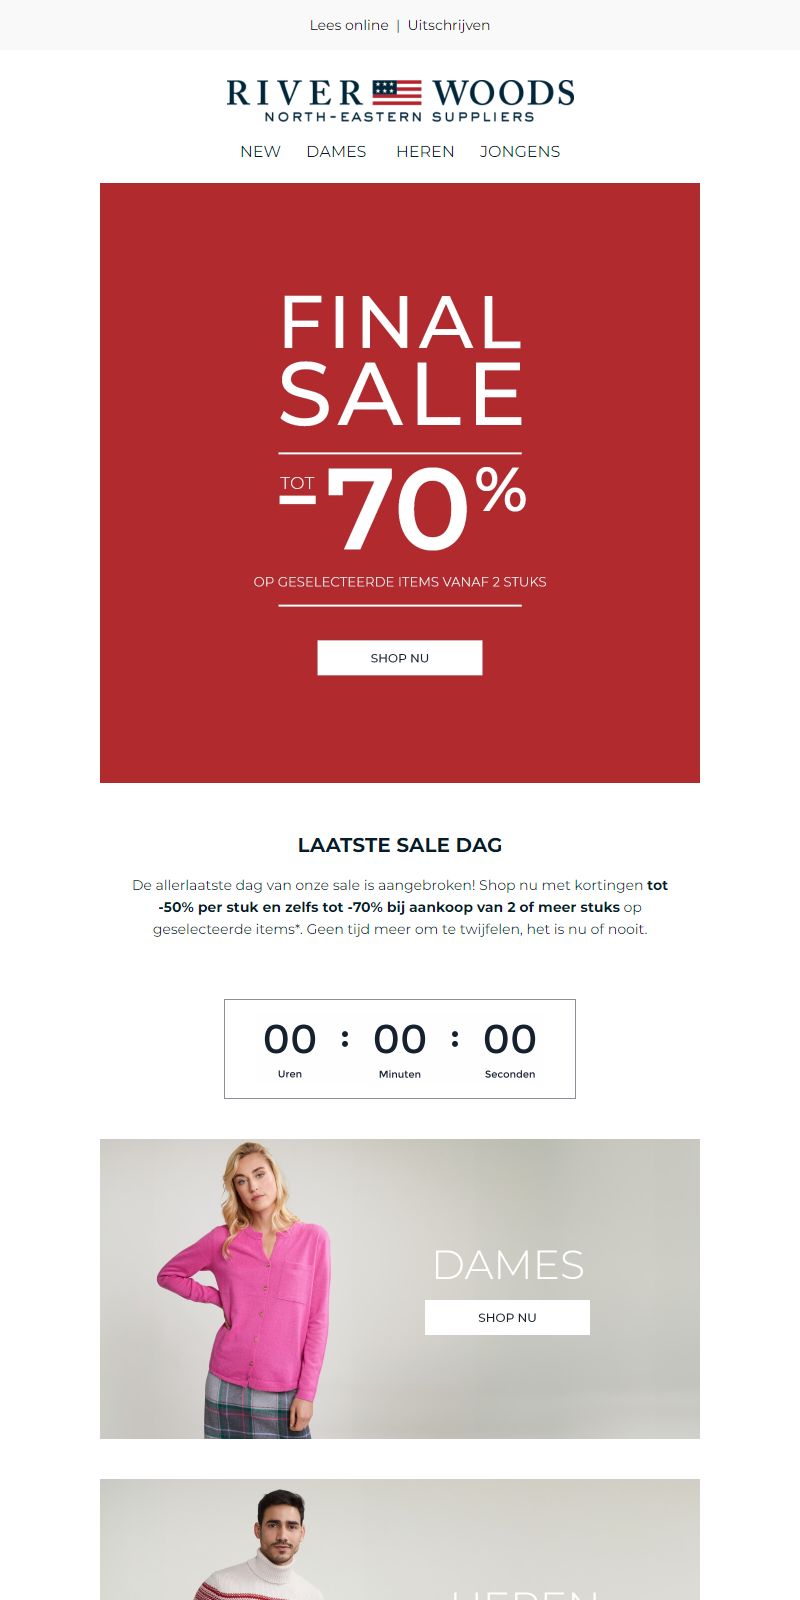 Lees online | Uitschrijven
RIVER WOODS
NORTH-EASTERN SUPPLIERS
NEW DAMES HEREN JONGENS
FINAL
SALE
TOT
-70%
OP GESELECTEERDE ITEMS VANAF 2 STUKS
SHOP NU
LAATSTE SALE DAG
De allerlaatste dag van onze sale is aangebroken! Shop nu met kortingen tot
-50% per stuk en zelfs tot -70% bij aankoop van 2 of meer stuks op
geselecteerde items*. Geen tijd meer om te twijfelen, het is nu of nooit.
00 : 00 : 00
Uren Minuten Seconden
DAMES
SHOP NU
HEREN